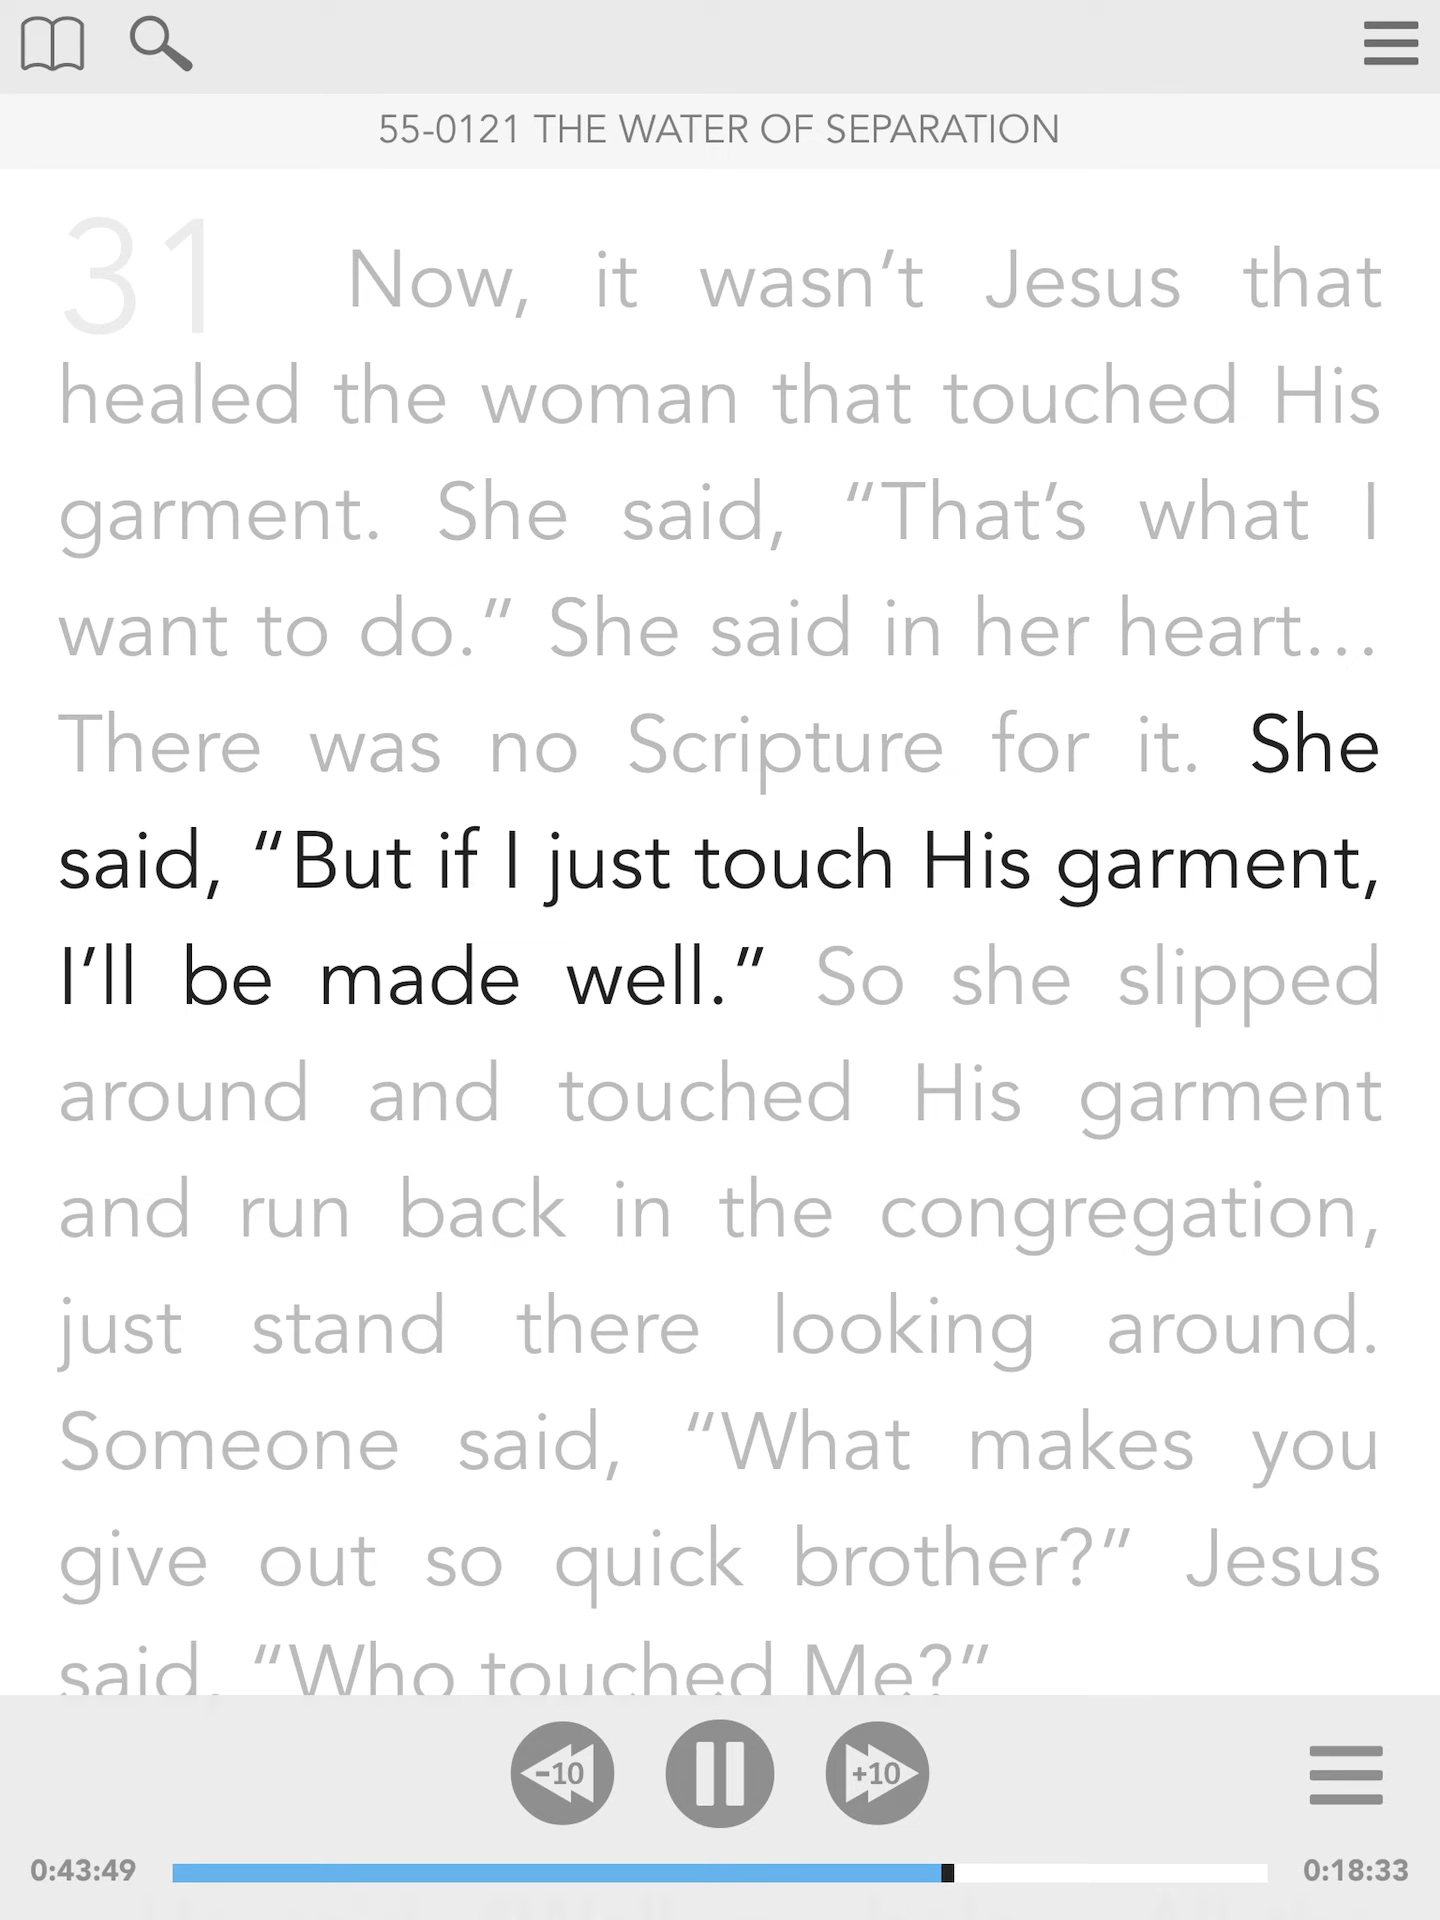 55-0121 THE WATER OF SEPARATION
31 Now, it wasn’t Jesus that
healed the woman that touched His
garment. She said, “That’s what I
want to do.” She said in her heart…
There was no Scripture for it. She
said, “But if I just touch His garment,
I’ll be made well.” So she slipped
around and touched His garment
and run back in the congregation,
just stand there looking around.
Someone said, “What makes you
give out so quick brother?” Jesus
said, “Who touched Me?”
-10 +10
0:43:49 0:18:33